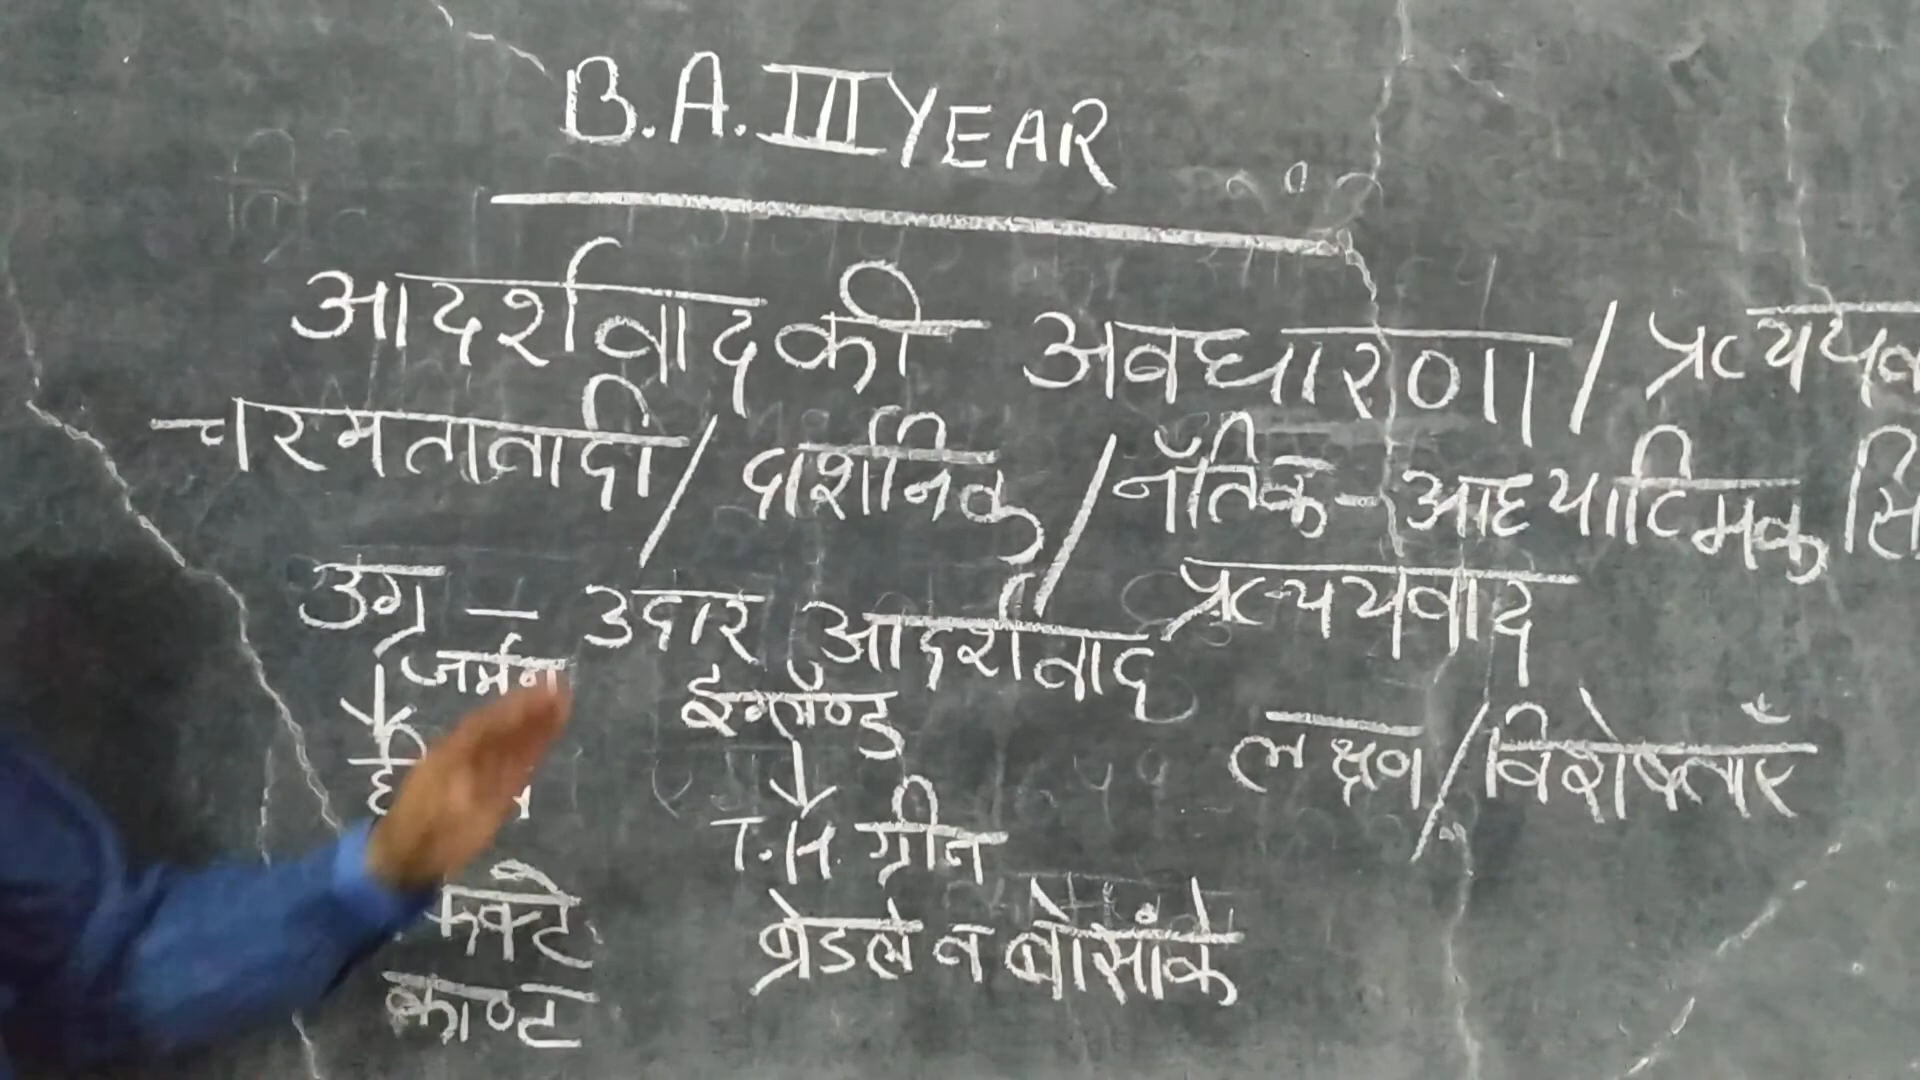 B.A. III YEAR
आदर्शवाद की अवधारणा / प्रत्ययव
चरमतावादी / दार्शनिक / नैतिक - आध्यात्मिक / सि
उग्र - उदार आदर्शवाद प्रत्ययवाद
जर्मन इंग्लैण्ड
लक्षण / विशेषताएँ
T.H. ग्रीन
ब्रेडले व बोसांके
काण्ट